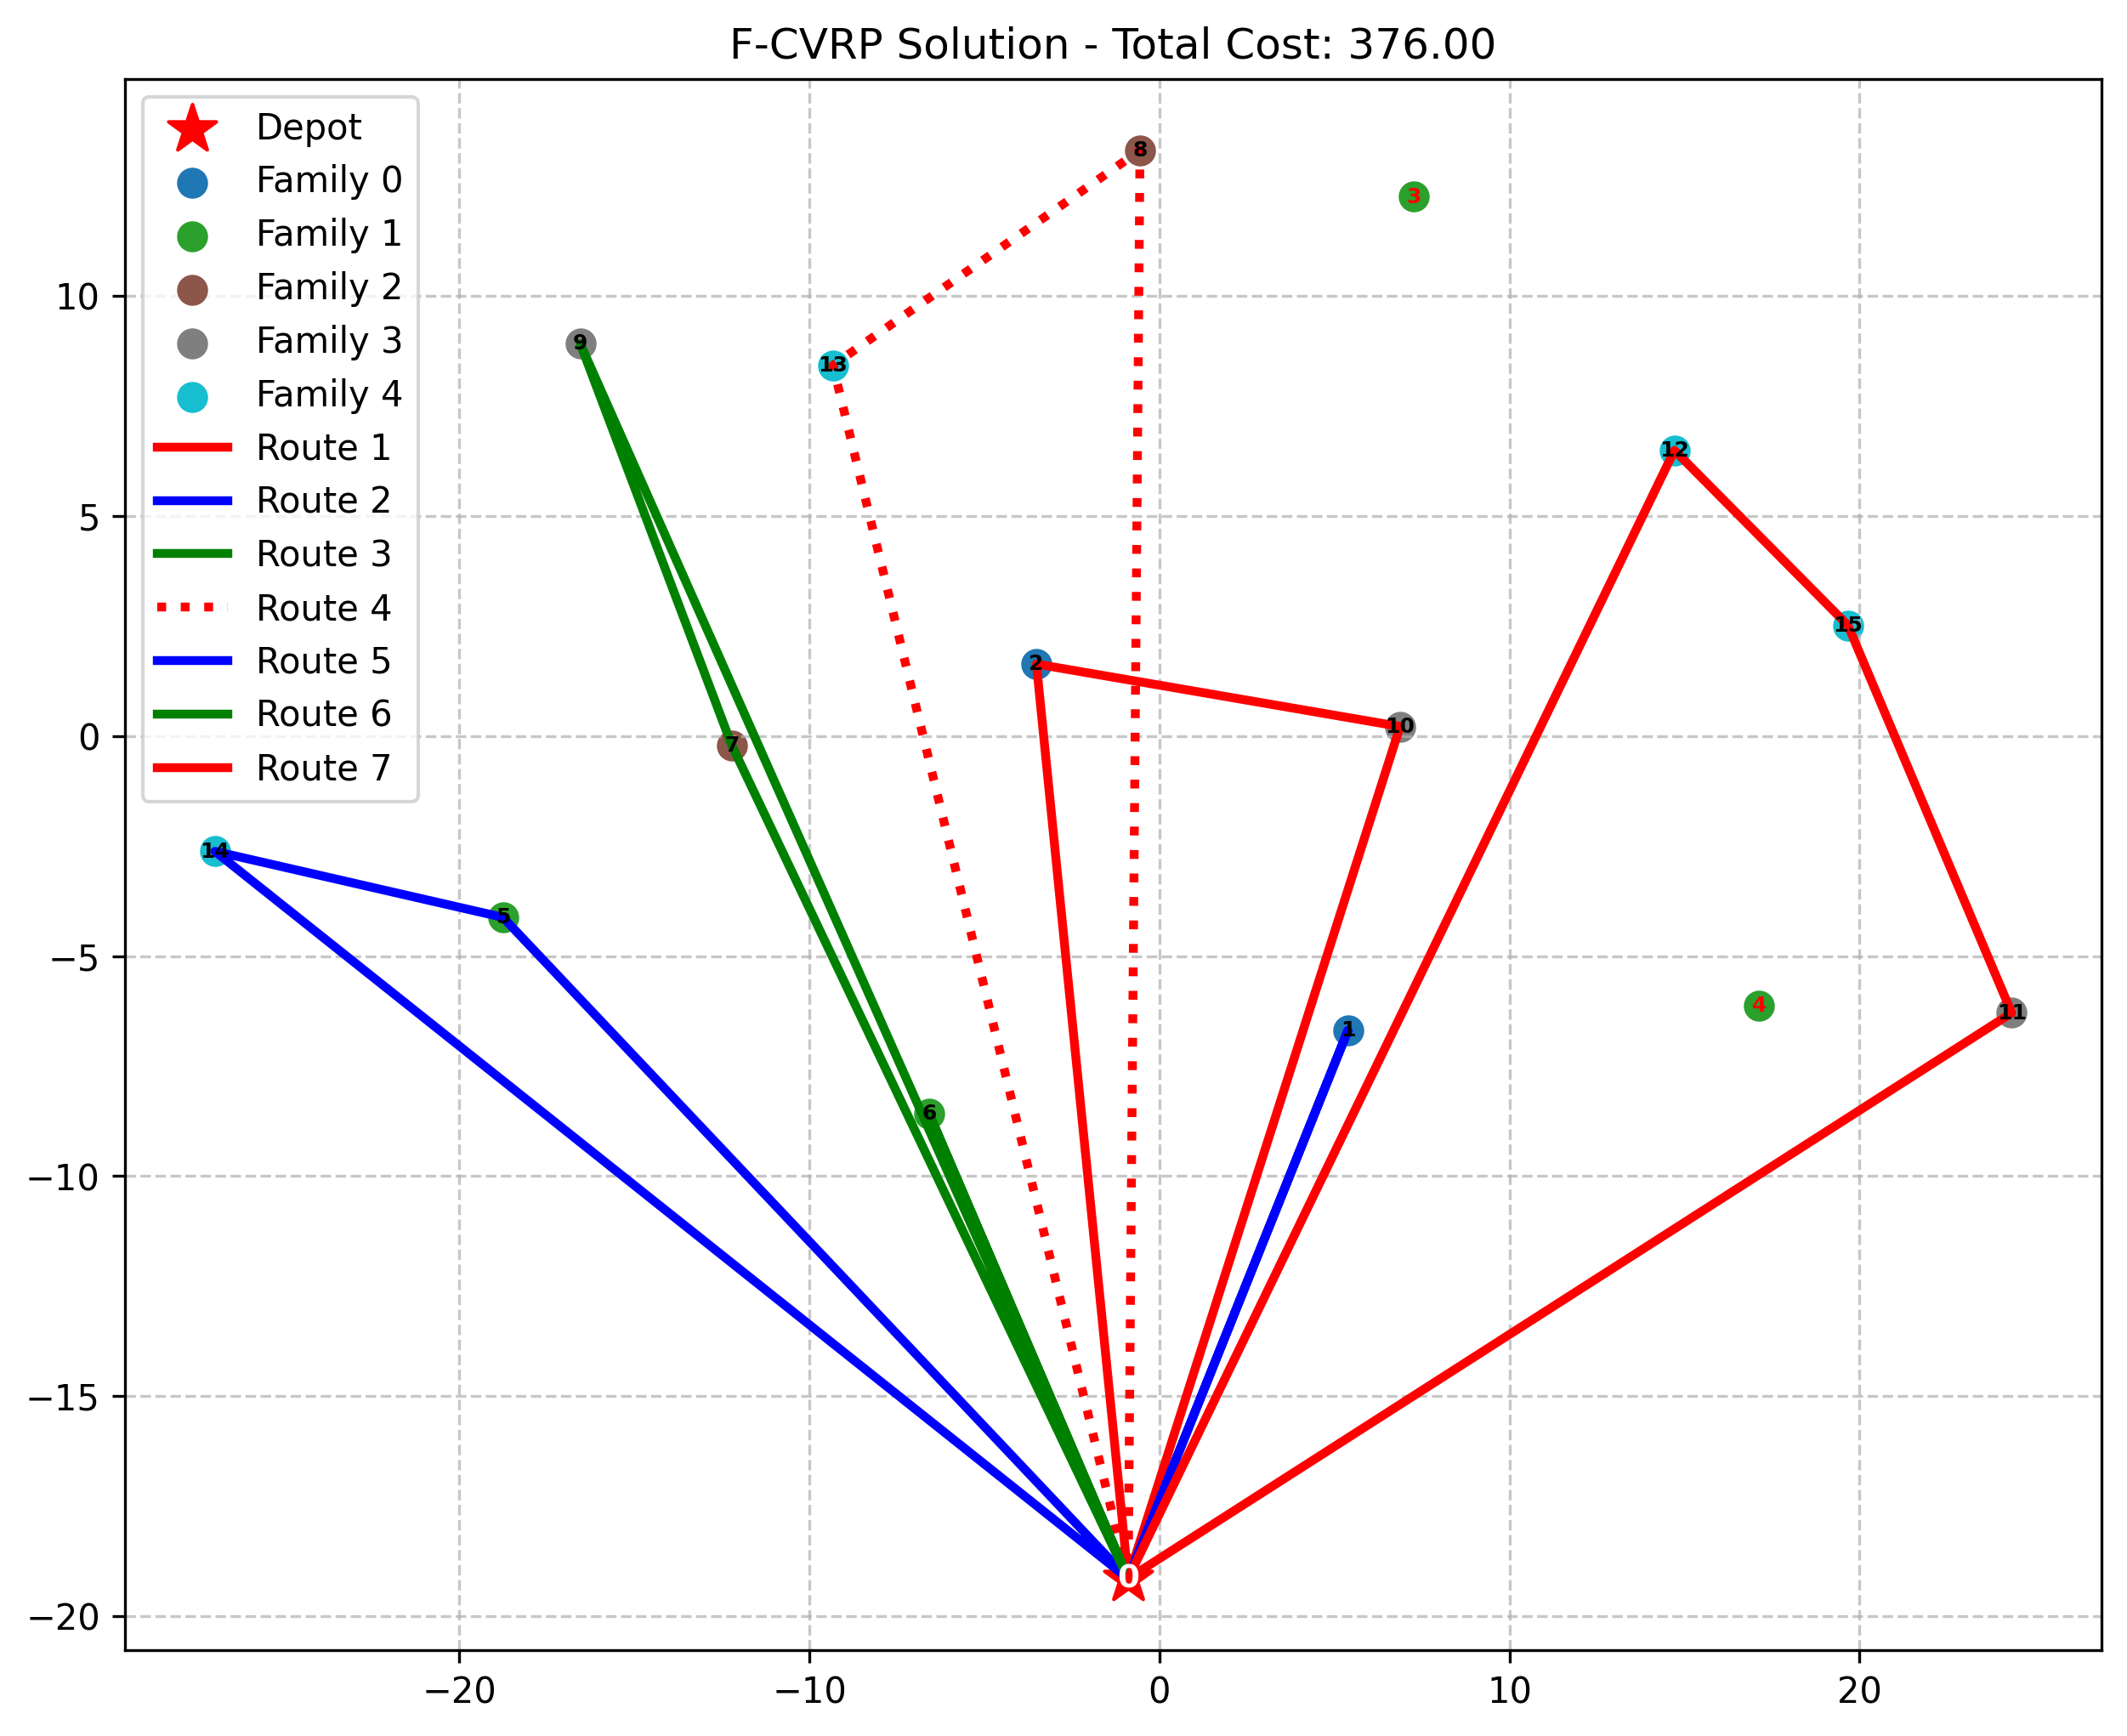 F-CVRP Solution - Total Cost: 376.00
Depot
Family 0
Family 1
Family 2
Family 3
Family 4
Route 1
Route 2
Route 3
Route 4
Route 5
Route 6
Route 7
10
5
0
−5
−10
−15
−20
−20
−10
0
10
20
8
3
9
13
12
15
2
10
7
14
5
4
11
1
6
0